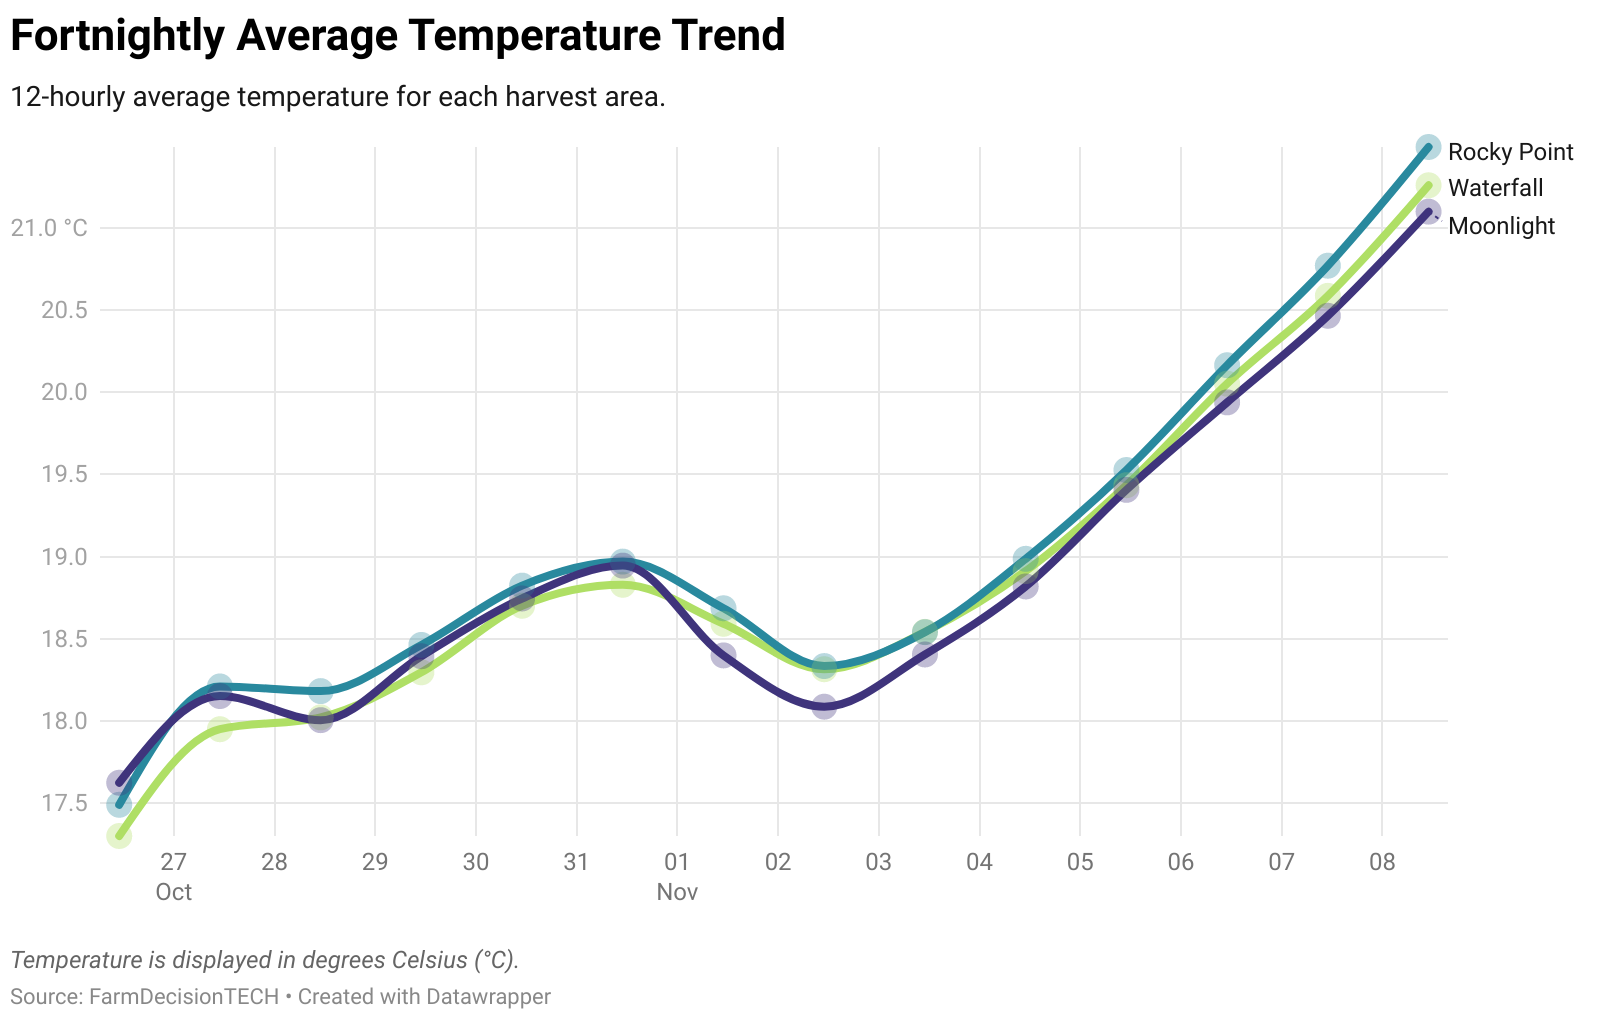 Fortnightly Average Temperature Trend
12-hourly average temperature for each harvest area.
Rocky Point
Waterfall
Moonlight
21.0 °C
20.5
20.0
19.5
19.0
18.5
18.0
17.5
27 28 29 30 31 01 02 03 04 05 06 07 08
Oct Nov
Temperature is displayed in degrees Celsius (°C).
Source: FarmDecisionTECH • Created with Datawrapper